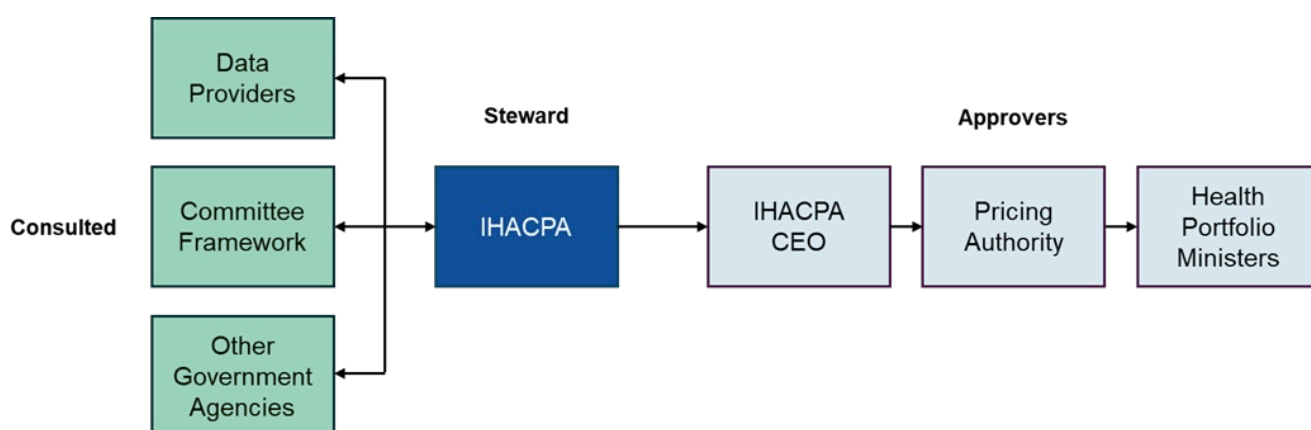 Data
Providers
Steward
Approvers
Consulted
Committee
Framework
IHACPA
IHACPA
CEO
Pricing
Authority
Health
Portfolio
Ministers
Other
Government
Agencies